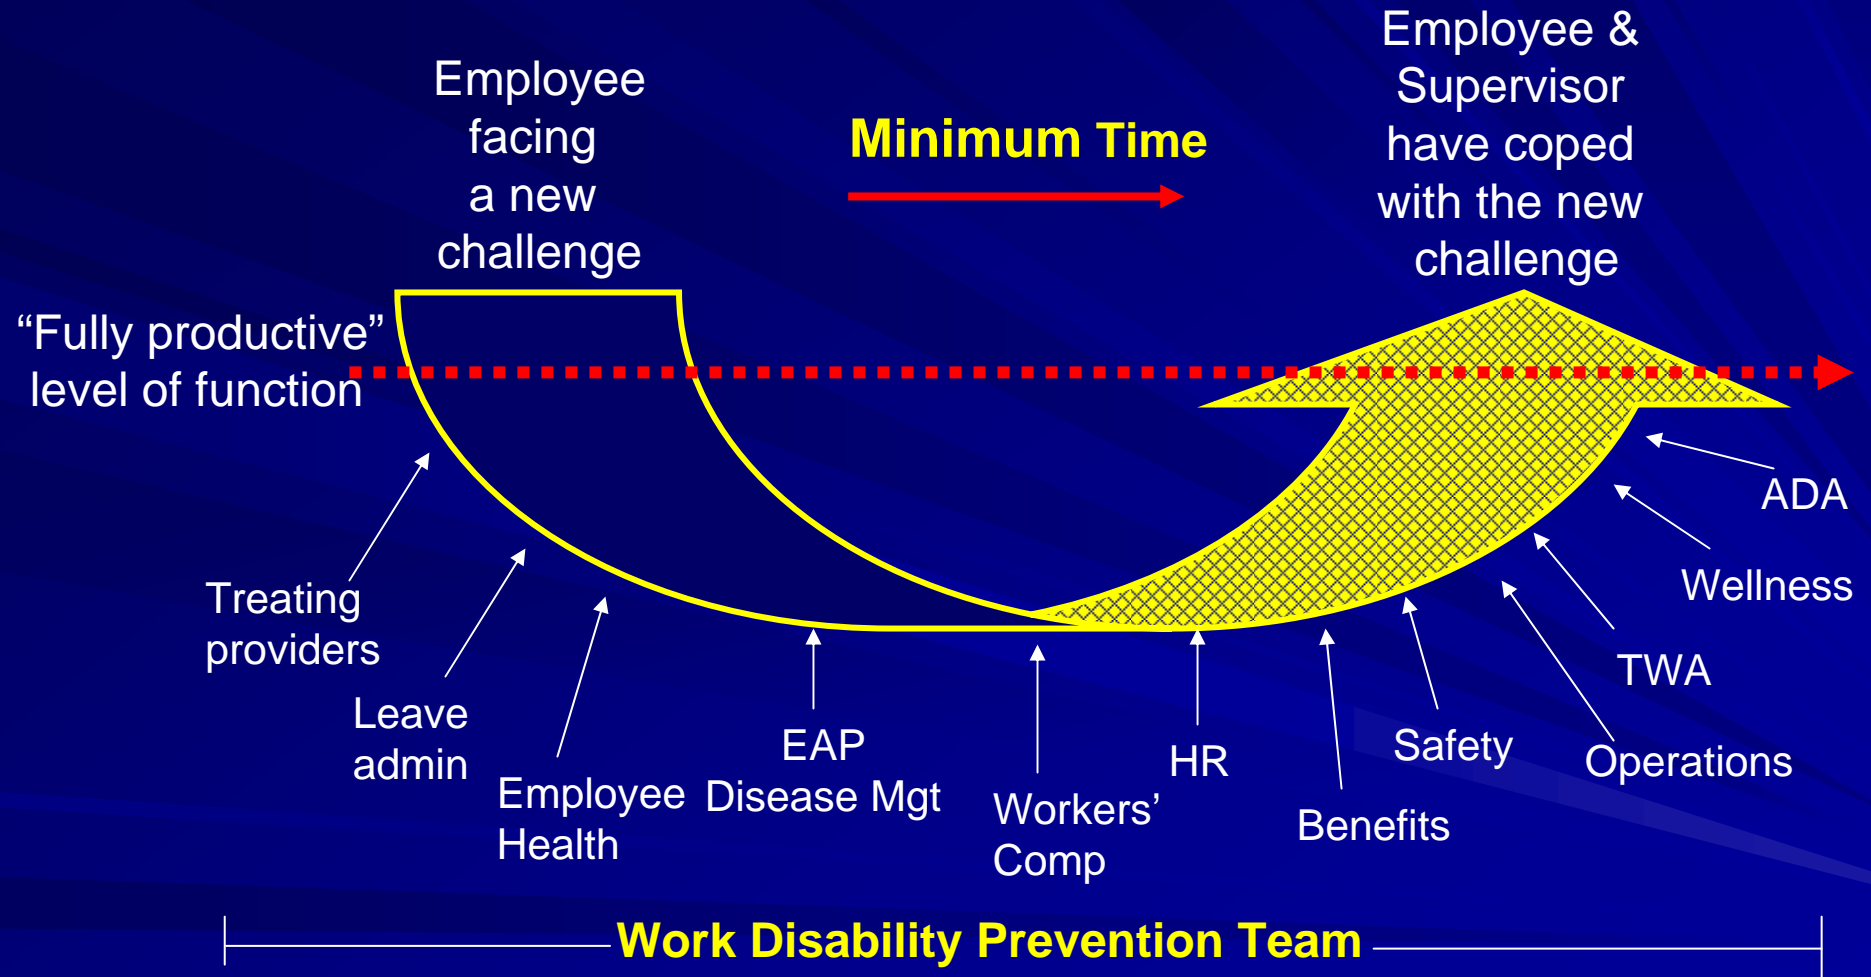 Employee
facing
a new
challenge
Minimum Time
Employee &
Supervisor
have coped
with the new
challenge
“Fully productive”
level of function
Treating
providers
Leave
admin
Employee
Health
EAP
Disease Mgt
Workers’
Comp
HR
Benefits
Safety
Operations
TWA
Wellness
ADA
Work Disability Prevention Team